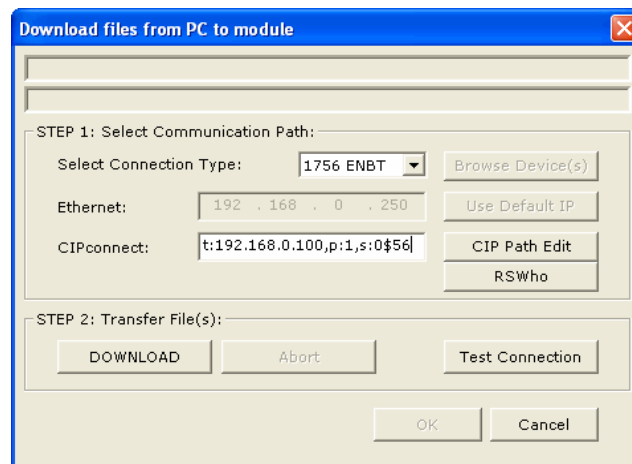 Download files from PC to module
STEP 1: Select Communication Path:
Select Connection Type: 1756 ENBT Browse Device(s)
Ethernet: 192 . 168 . 0 . 250 Use Default IP
CIPconnect: t:192.168.0.100,p:1,s:0$56 CIP Path Edit
RSWho
STEP 2: Transfer File(s):
DOWNLOAD Abort Test Connection
OK Cancel